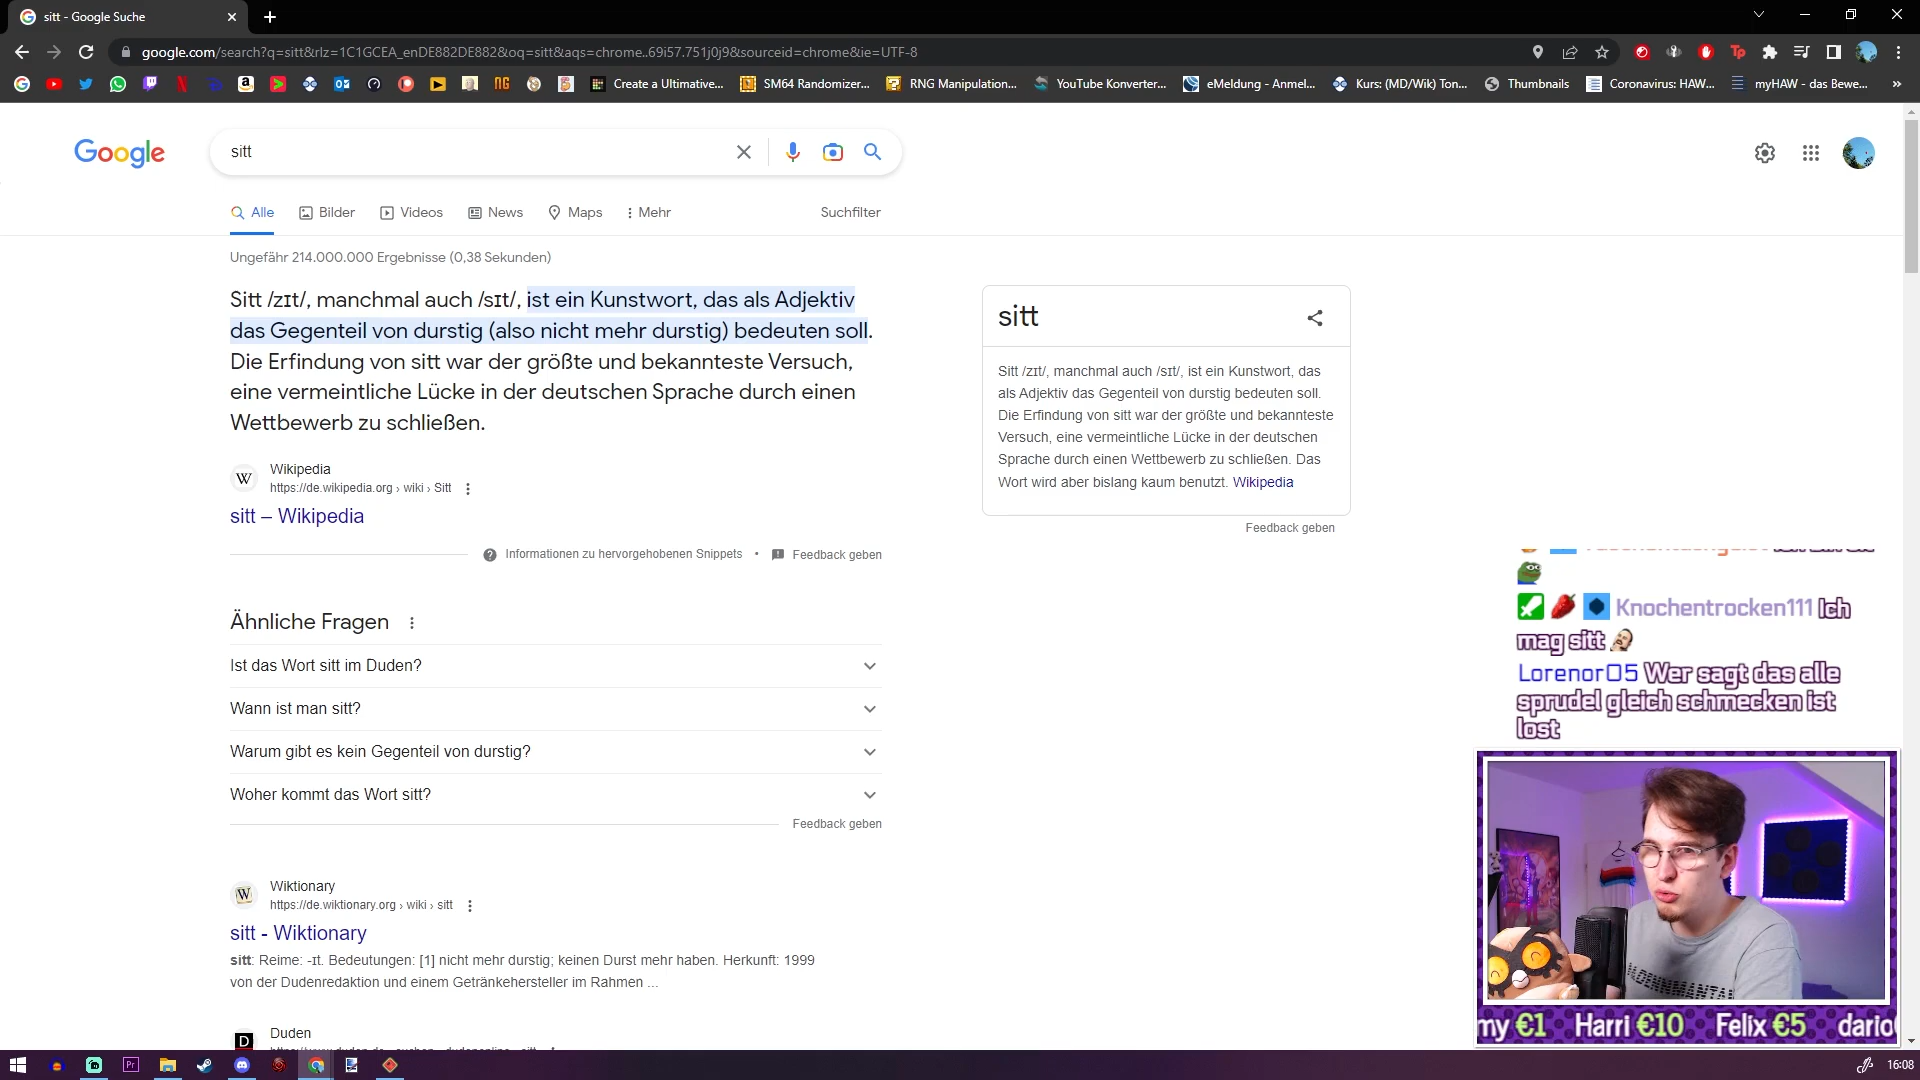 sitt - Google Suche
google.com/search?q=sitt&rlz=1C1GCEA_enDE882DE882&oq=sitt&aqs=chrome..69i57.751j0j9&sourceid=chrome&ie=UTF-8
Create a Ultimative...
SM64 Randomizer...
RNG Manipulation...
YouTube Konverter...
eMeldung - Anmel...
Kurs: (MD/Wik) Ton...
Thumbnails
Coronavirus: HAW...
myHAW - das Bewe...
Google
sitt
Alle
Bilder
Videos
News
Maps
Mehr
Suchfilter
Ungefähr 214.000.000 Ergebnisse (0,38 Sekunden)
Sitt /zɪt/, manchmal auch /sɪt/, ist ein Kunstwort, das als Adjektiv
das Gegenteil von durstig (also nicht mehr durstig) bedeuten soll.
Die Erfindung von sitt war der größte und bekannteste Versuch,
eine vermeintliche Lücke in der deutschen Sprache durch einen
Wettbewerb zu schließen.
Wikipedia
https://de.wikipedia.org › wiki › Sitt
sitt – Wikipedia
Informationen zu hervorgehobenen Snippets • Feedback geben
Ähnliche Fragen
Ist das Wort sitt im Duden?
Wann ist man sitt?
Warum gibt es kein Gegenteil von durstig?
Woher kommt das Wort sitt?
Feedback geben
Wiktionary
https://de.wiktionary.org › wiki › sitt
sitt - Wiktionary
sitt: Reime: -ɪt. Bedeutungen: [1] nicht mehr durstig; keinen Durst mehr haben. Herkunft: 1999
von der Dudenredaktion und einem Getränkehersteller im Rahmen ...
Duden
sitt
Sitt /zɪt/, manchmal auch /sɪt/, ist ein Kunstwort, das
als Adjektiv das Gegenteil von durstig bedeuten soll.
Die Erfindung von sitt war der größte und bekannteste
Versuch, eine vermeintliche Lücke in der deutschen
Sprache durch einen Wettbewerb zu schließen. Das
Wort wird aber bislang kaum benutzt. Wikipedia
Feedback geben
Knochentrocken111 Ich
mag sitt
Lorenor05 Wer sagt das alle
sprudel gleich schmecken ist
lost
my €1 Harri €10 Felix €5 dario
16:08